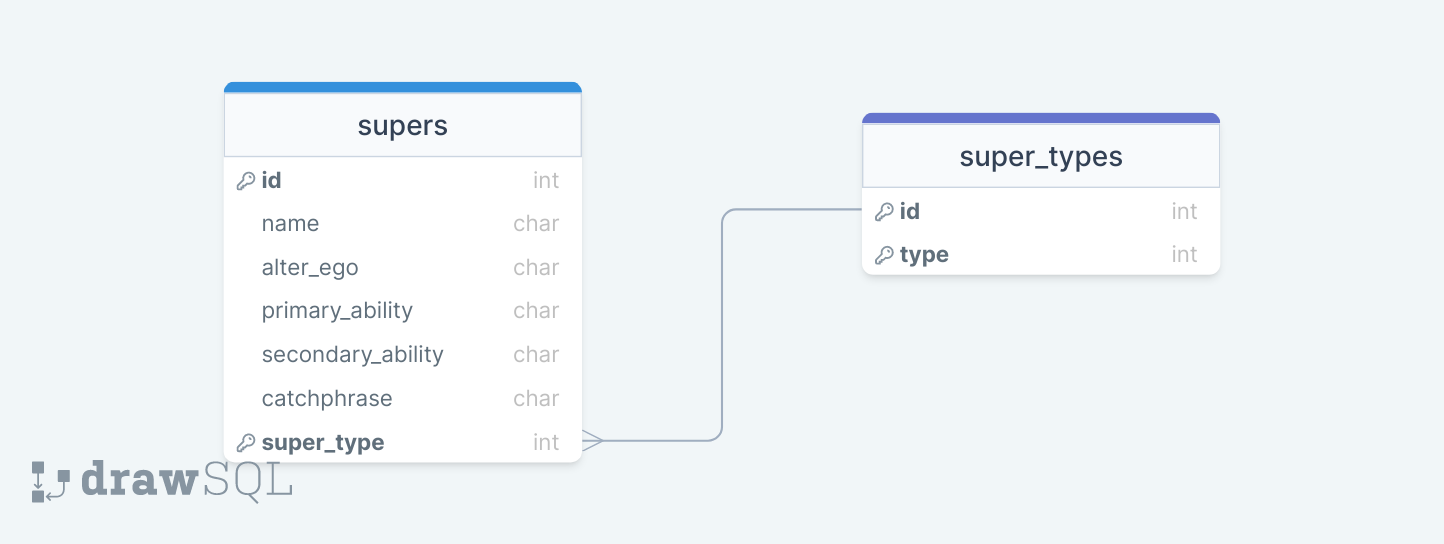 supers
id int
name char
alter_ego char
primary_ability char
secondary_ability char
catchphrase char
super_type int
super_types
id int
type int
drawSQL